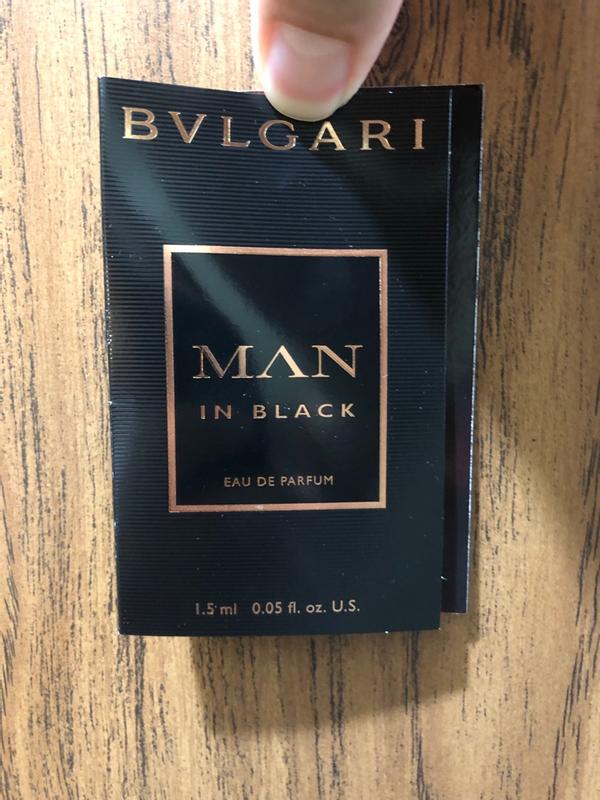 BVLGARI
MAN
IN BLACK
EAU DE PARFUM
1.5 ml 0.05 fl. oz. U.S.